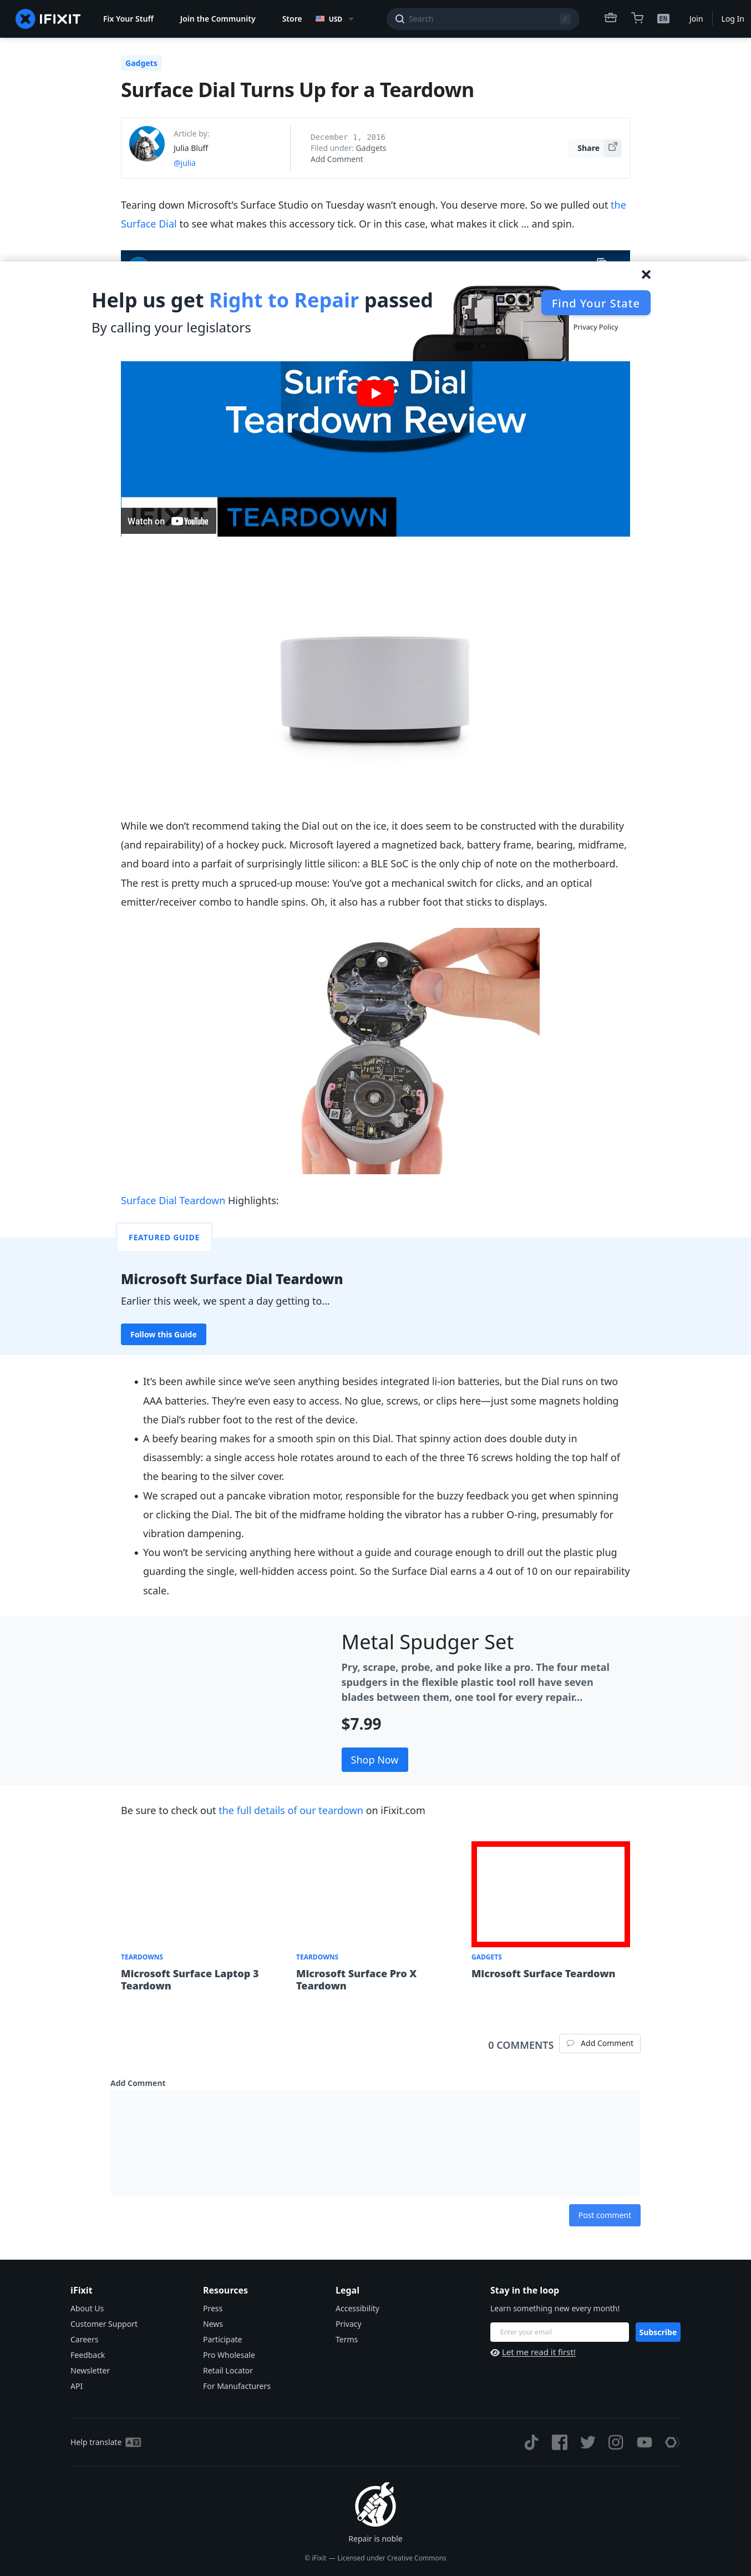 IFIXIT
Fix Your Stuff
Join the Community
Store
USD
Search
/
EN
Join
Log In
Gadgets
Surface Dial Turns Up for a Teardown
Article by:
Julia Bluff
@julia
December 1, 2016
Filed under: Gadgets
Add Comment
Share
Tearing down Microsoft’s Surface Studio on Tuesday wasn’t enough. You deserve more. So we pulled out the
Surface Dial to see what makes this accessory tick. Or in this case, what makes it click … and spin.
Help us get Right to Repair passed
By calling your legislators
Find Your State
Privacy Policy
Surface Dial
Teardown Review
Watch on YouTube
TEARDOWN
While we don’t recommend taking the Dial out on the ice, it does seem to be constructed with the durability
(and repairability) of a hockey puck. Microsoft layered a magnetized back, battery frame, bearing, midframe,
and board into a parfait of surprisingly little silicon: a BLE SoC is the only chip of note on the motherboard.
The rest is pretty much a spruced-up mouse: You’ve got a mechanical switch for clicks, and an optical
emitter/receiver combo to handle spins. Oh, it also has a rubber foot that sticks to displays.
Surface Dial Teardown Highlights:
FEATURED GUIDE
Microsoft Surface Dial Teardown
Earlier this week, we spent a day getting to…
Follow this Guide
It’s been awhile since we’ve seen anything besides integrated li-ion batteries, but the Dial runs on two
AAA batteries. They’re even easy to access. No glue, screws, or clips here—just some magnets holding
the Dial’s rubber foot to the rest of the device.
A beefy bearing makes for a smooth spin on this Dial. That spinny action does double duty in
disassembly: a single access hole rotates around to each of the three T6 screws holding the top half of
the bearing to the silver cover.
We scraped out a pancake vibration motor, responsible for the buzzy feedback you get when spinning
or clicking the Dial. The bit of the midframe holding the vibrator has a rubber O-ring, presumably for
vibration dampening.
You won’t be servicing anything here without a guide and courage enough to drill out the plastic plug
guarding the single, well-hidden access point. So the Surface Dial earns a 4 out of 10 on our repairability
scale.
Metal Spudger Set
Pry, scrape, probe, and poke like a pro. The four metal
spudgers in the flexible plastic tool roll have seven
blades between them, one tool for every repair…
$7.99
Shop Now
Be sure to check out the full details of our teardown on iFixit.com
TEARDOWNS
Microsoft Surface Laptop 3
Teardown
TEARDOWNS
Microsoft Surface Pro X
Teardown
GADGETS
Microsoft Surface Teardown
0 COMMENTS
Add Comment
Add Comment
Post comment
iFixit
About Us
Customer Support
Careers
Feedback
Newsletter
API
Resources
Press
News
Participate
Pro Wholesale
Retail Locator
For Manufacturers
Legal
Accessibility
Privacy
Terms
Stay in the loop
Learn something new every month!
Enter your email
Subscribe
Let me read it first!
Help translate
Repair is noble
© iFixit — Licensed under Creative Commons